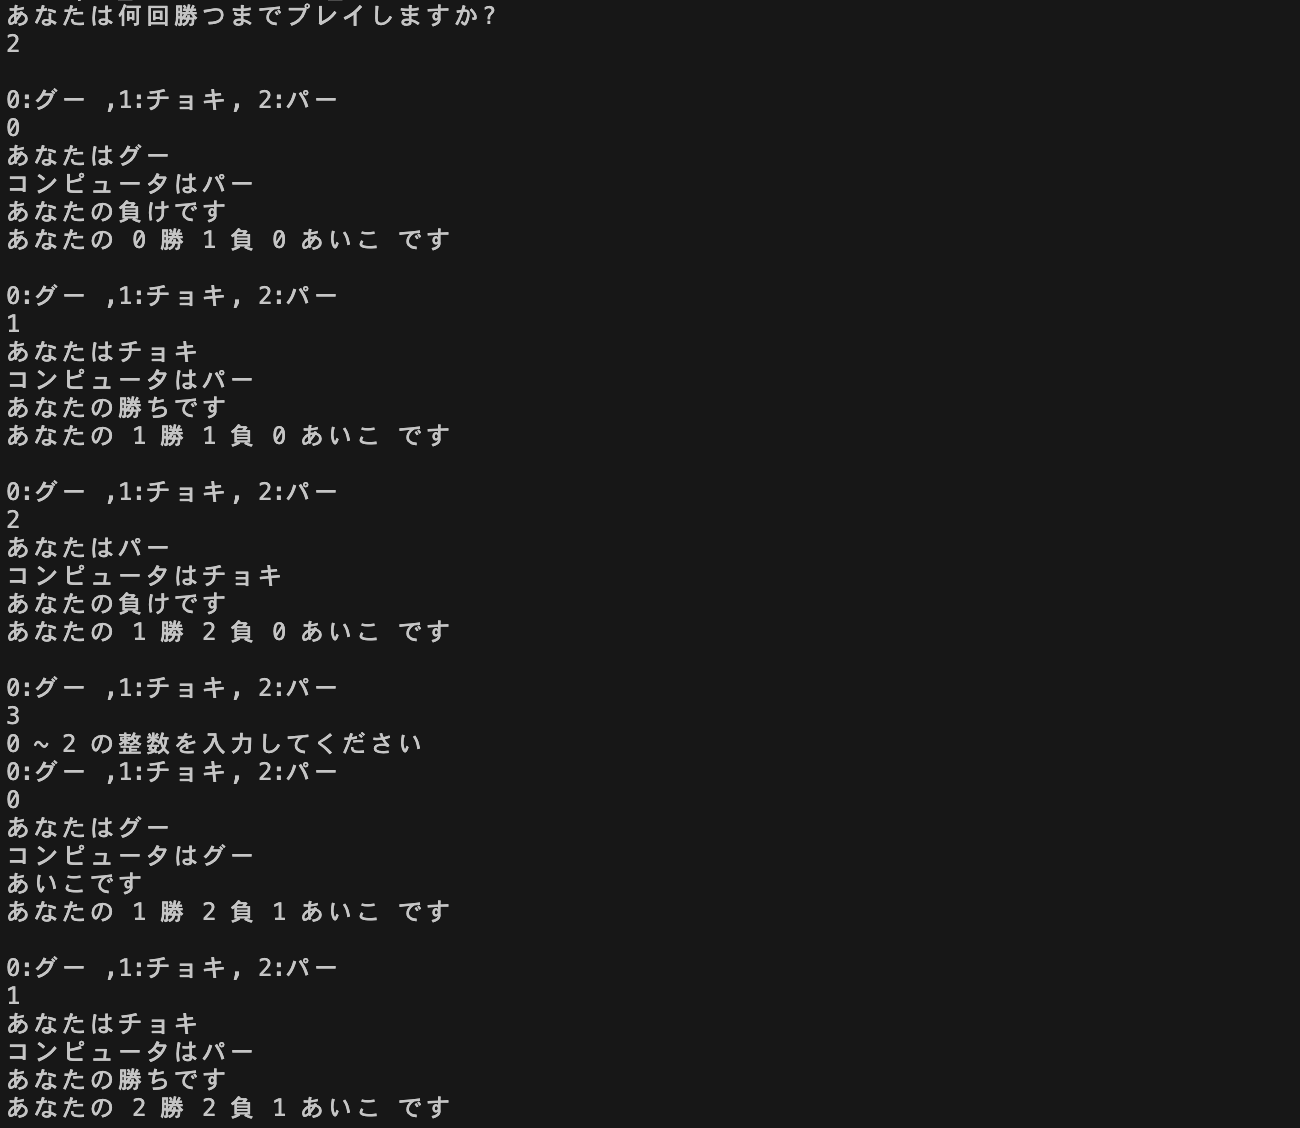 あなたは何回勝つまでプレイしますか?
2
0:グー ,1:チョキ, 2:パー
0
あなたはグー
コンピュータはパー
あなたの負けです
あなたの 0 勝 1 負 0 あいこ です
0:グー ,1:チョキ, 2:パー
1
あなたはチョキ
コンピュータはパー
あなたの勝ちです
あなたの 1 勝 1 負 0 あいこ です
0:グー ,1:チョキ, 2:パー
2
あなたはパー
コンピュータはチョキ
あなたの負けです
あなたの 1 勝 2 負 0 あいこ です
0:グー ,1:チョキ, 2:パー
3
0 ~ 2 の整数を入力してください
0:グー ,1:チョキ, 2:パー
0
あなたはグー
コンピュータはグー
あいこです
あなたの 1 勝 2 負 1 あいこ です
0:グー ,1:チョキ, 2:パー
1
あなたはチョキ
コンピュータはパー
あなたの勝ちです
あなたの 2 勝 2 負 1 あいこ です